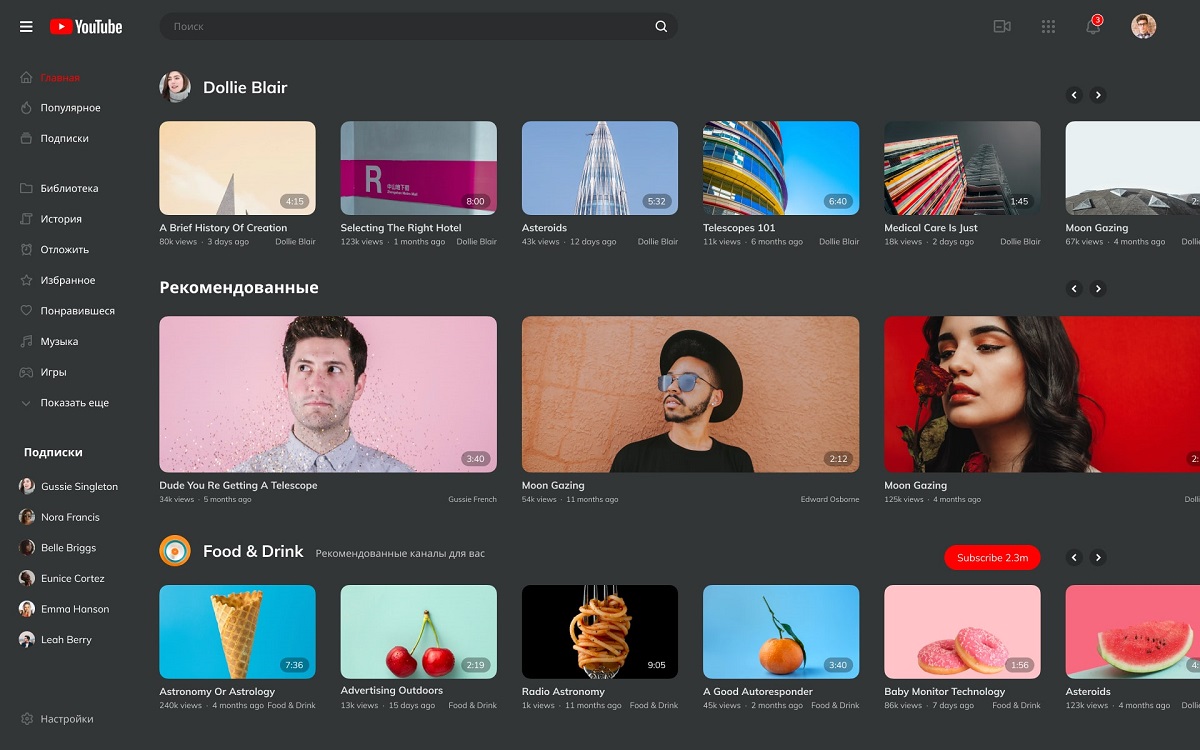 YouTube
Поиск
3
Главная
Популярное
Подписки
Библиотека
История
Отложить
Избранное
Понравившеся
Музыка
Игры
Показать еще
Подписки
Gussie Singleton
Nora Francis
Belle Briggs
Eunice Cortez
Emma Hanson
Leah Berry
Настройки
Dollie Blair
4:15
R
8:00
5:32
6:40
1:45
2:
A Brief History Of Creation
80k views · 3 days ago Dollie Blair
Selecting The Right Hotel
123k views · 1 months ago Dollie Blair
Asteroids
43k views · 12 days ago Dollie Blair
Telescopes 101
11k views · 6 months ago Dollie Blair
Medical Care Is Just
18k views · 2 days ago Dollie Blair
Moon Gazing
67k views · 4 months ago Dolli
Рекомендованные
3:40
2:12
2:
Dude You Re Getting A Telescope
34k views · 5 months ago Gussie French
Moon Gazing
54k views · 11 months ago Edward Osborne
Moon Gazing
125k views · 4 months ago Dolli
Food & Drink Рекомендованные каналы для вас
Subscribe 2.3m
7:36
2:19
9:05
3:40
1:56
4:
Astronomy Or Astrology
240k views · 4 months ago Food & Drink
Advertising Outdoors
13k views · 15 days ago Food & Drink
Radio Astronomy
1k views · 11 months ago Food & Drink
A Good Autoresponder
45k views · 2 months ago Food & Drink
Baby Monitor Technology
86k views · 7 days ago Food & Drink
Asteroids
123k views · 4 months ago Dolli